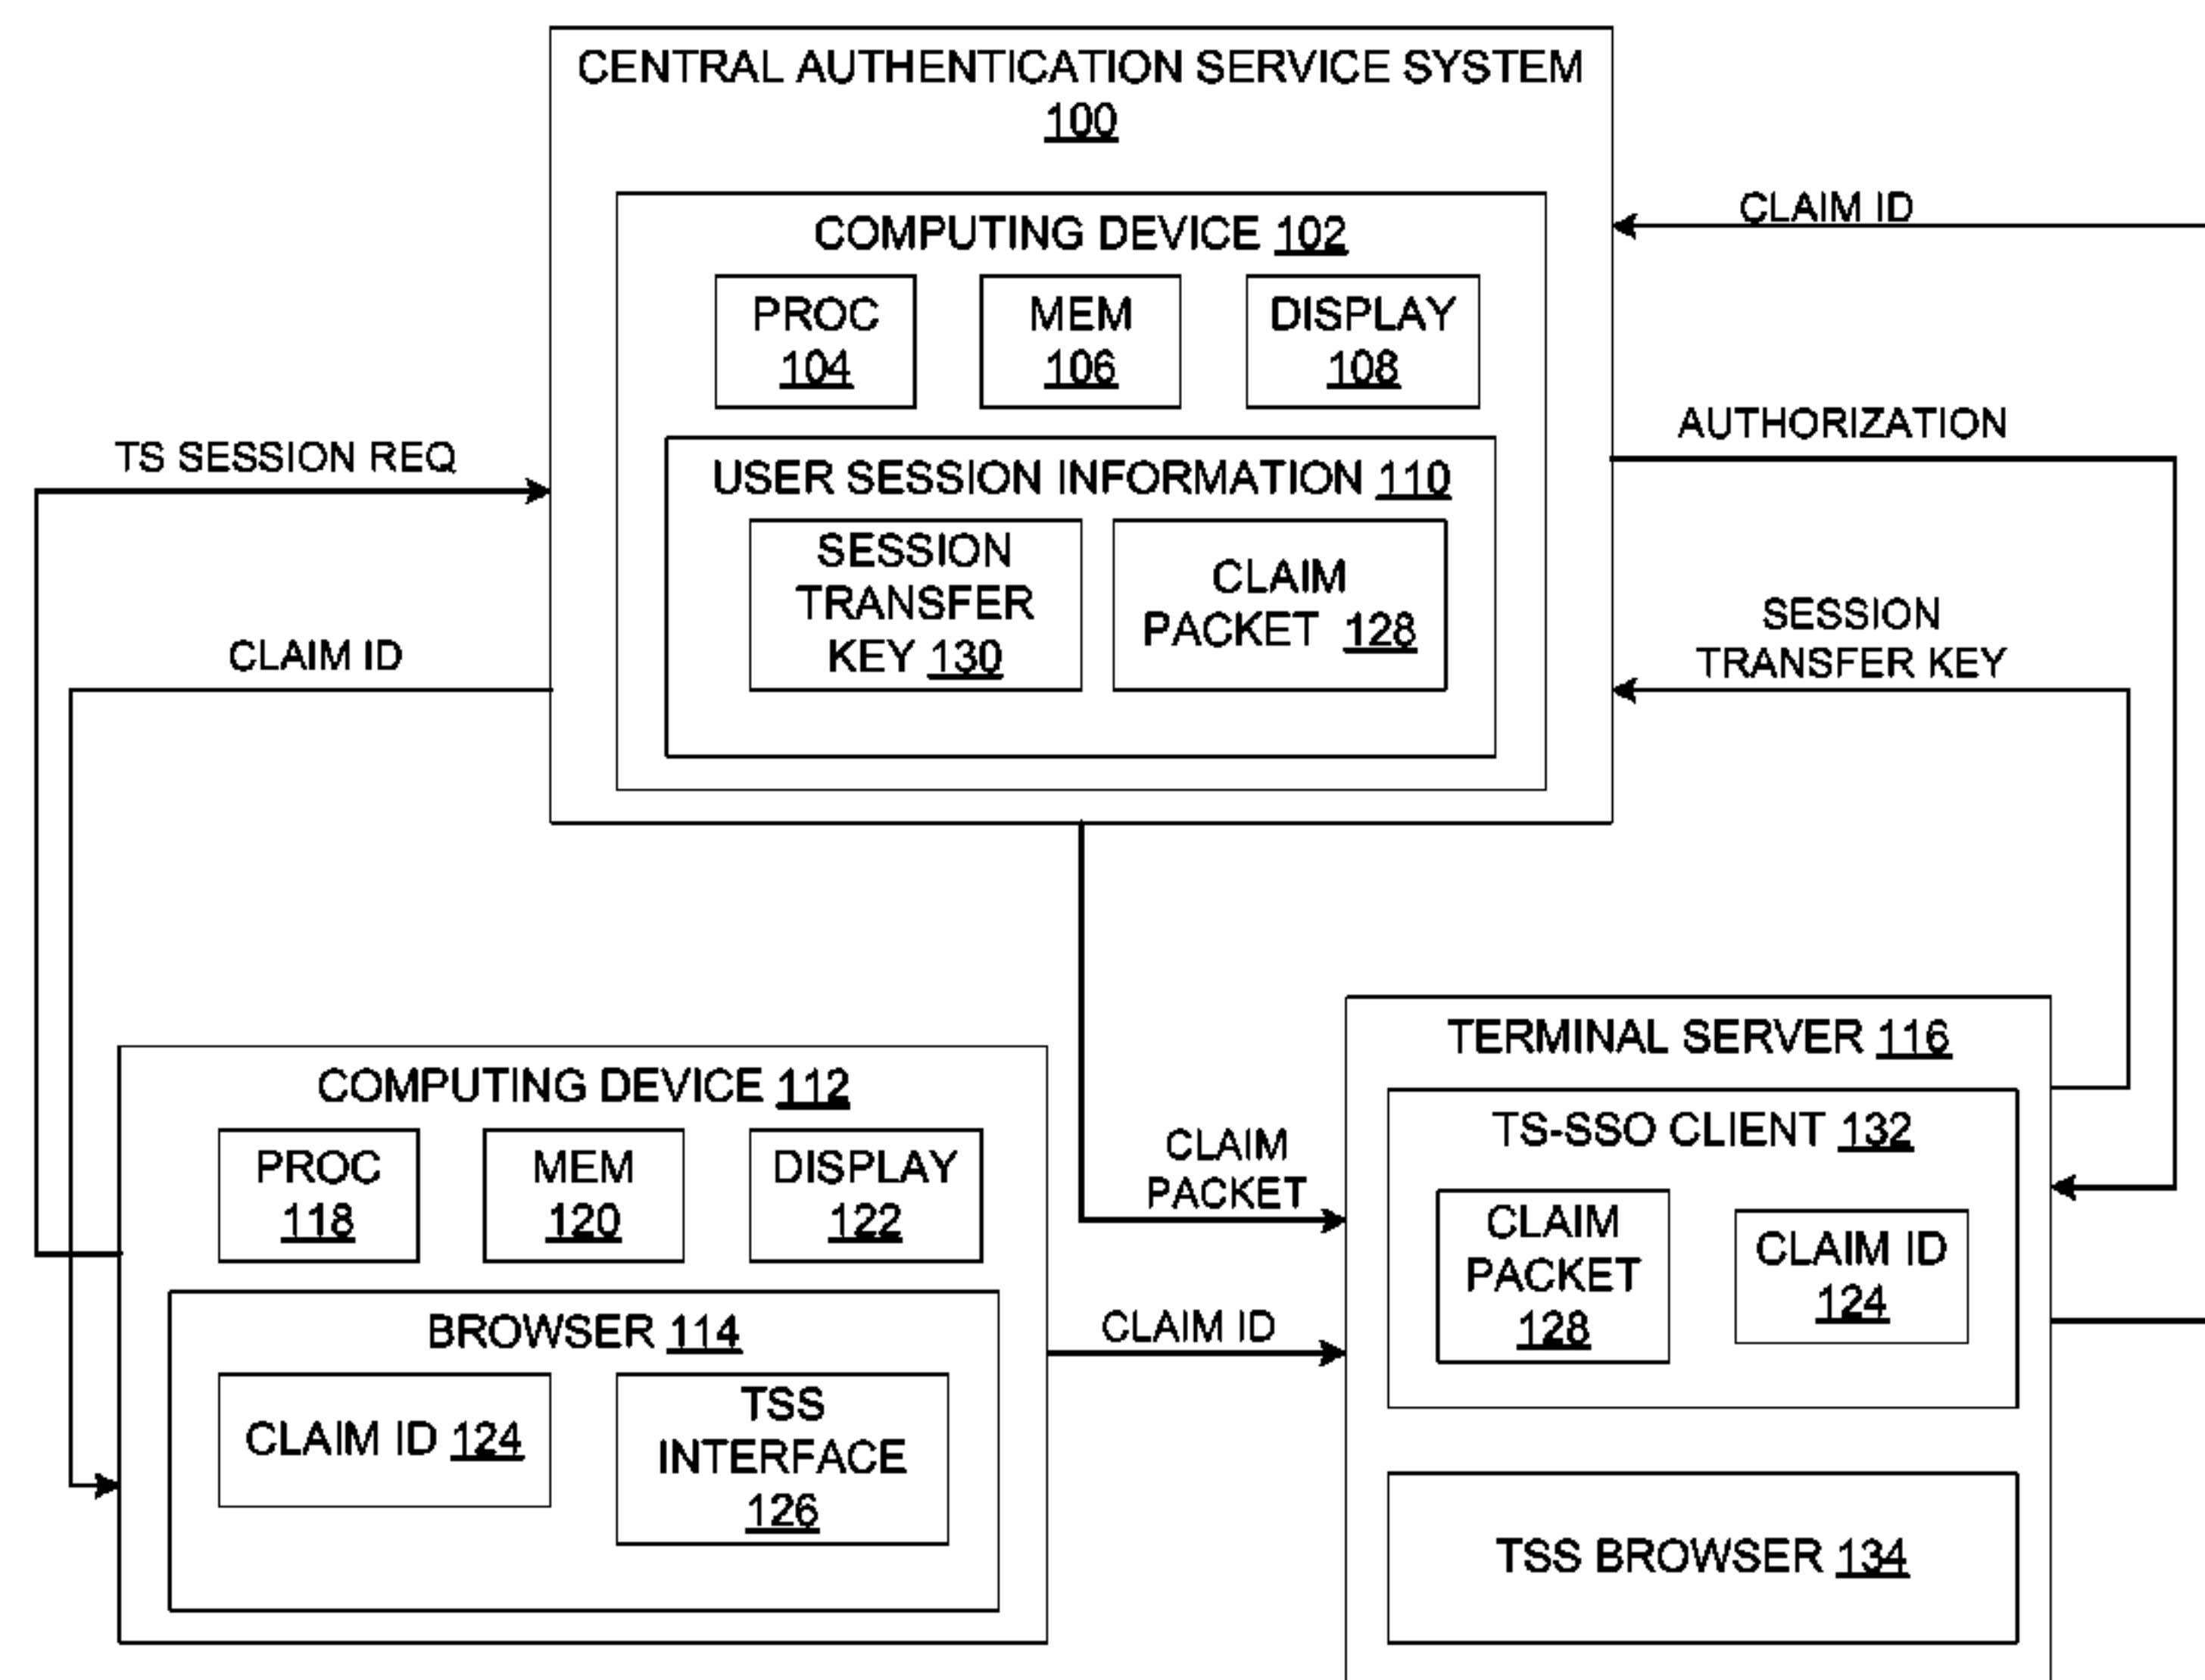 CENTRAL AUTHENTICATION SERVICE SYSTEM
100
COMPUTING DEVICE 102
PROC
104
MEM
106
DISPLAY
108
USER SESSION INFORMATION 110
SESSION
TRANSFER
KEY 130
CLAIM
PACKET 128
TS SESSION REQ
CLAIM ID
CLAIM ID
AUTHORIZATION
SESSION
TRANSFER KEY
COMPUTING DEVICE 112
PROC
118
MEM
120
DISPLAY
122
BROWSER 114
CLAIM ID 124
TSS
INTERFACE
126
CLAIM
PACKET
CLAIM ID
TERMINAL SERVER 116
TS-SSO CLIENT 132
CLAIM
PACKET
128
CLAIM ID
124
TSS BROWSER 134